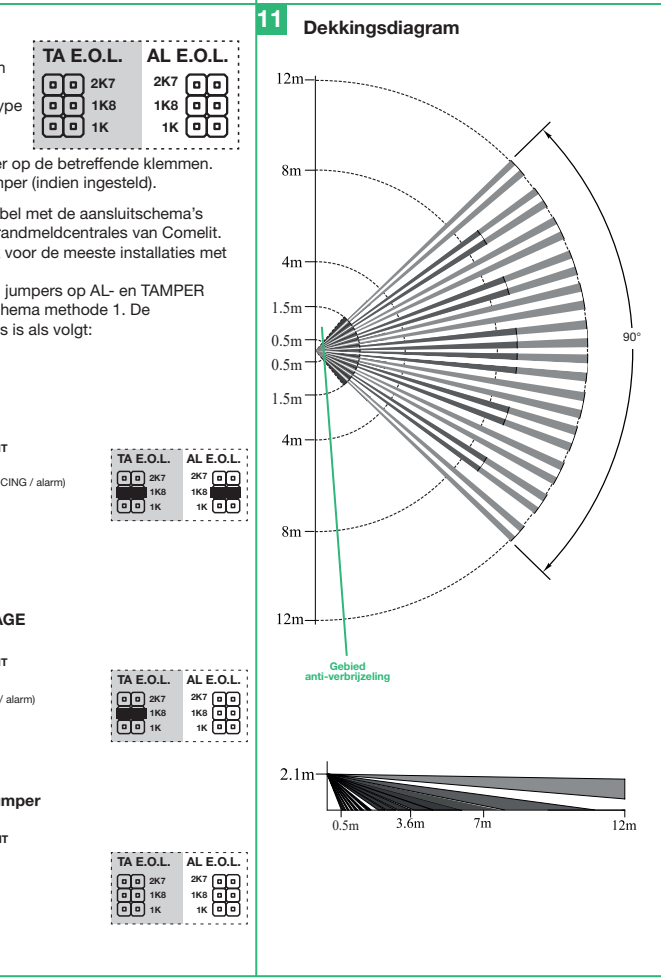 TA E.O.L. AL E.O.L.
2K7 2K7
1K8 1K8
1K 1K
n
ype
er op de betreffende klemmen.
mper (indien ingesteld).
bel met de aansluitschema's
randmeldcentrales van Comelit.
voor de meeste installaties met
jumpers op AL- en TAMPER
hema methode 1. De
s is als volgt:
NT
CING / alarm)
TA E.O.L. AL E.O.L.
2K7 2K7
1K8 1K8
1K 1K
AGE
NT
/ alarm)
TA E.O.L. AL E.O.L.
2K7 2K7
1K8 1K8
1K 1K
umper
NT
TA E.O.L. AL E.O.L.
2K7 2K7
1K8 1K8
1K 1K
11 Dekkingsdiagram
12m
8m
4m
1.5m
0.5m
0.5m
1.5m
4m
8m
12m
90°
Gebied
anti-verbrijzeling
2.1m
0.5m 3.6m 7m 12m